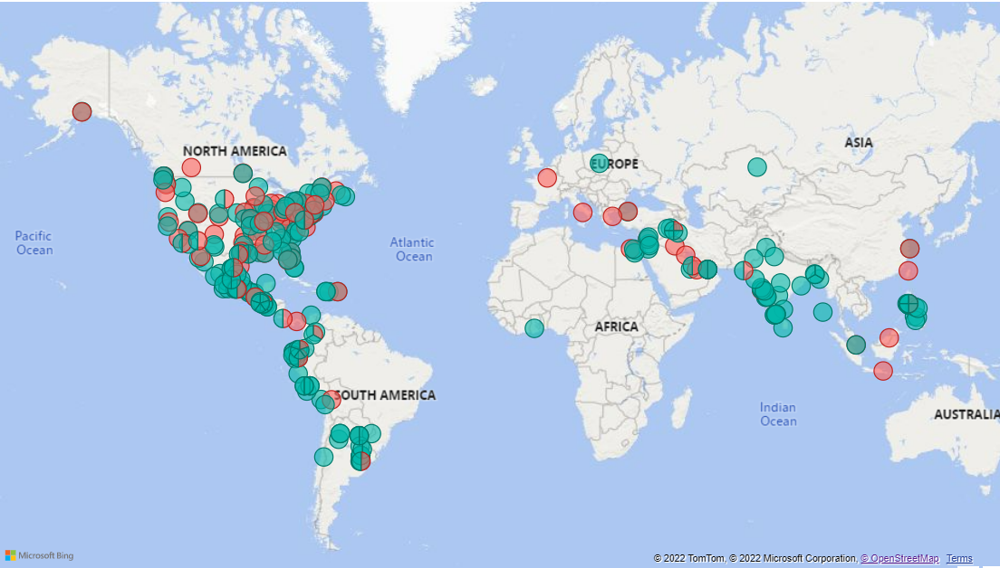 NORTH AMERICA
ASIA
EUROPE
Pacific
Ocean
Atlantic
Ocean
AFRICA
SOUTH AMERICA
Indian
Ocean
AUSTRALIA
Microsoft Bing
© 2022 TomTom, © 2022 Microsoft Corporation, © OpenStreetMap Terms